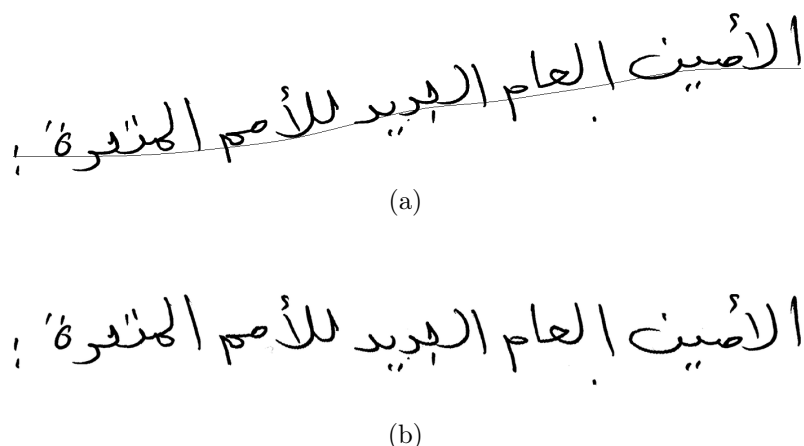 الأمين العام الجديد للأمم المتحدة :
(a)
الأمين العام الجديد للأمم المتحدة :
(b)